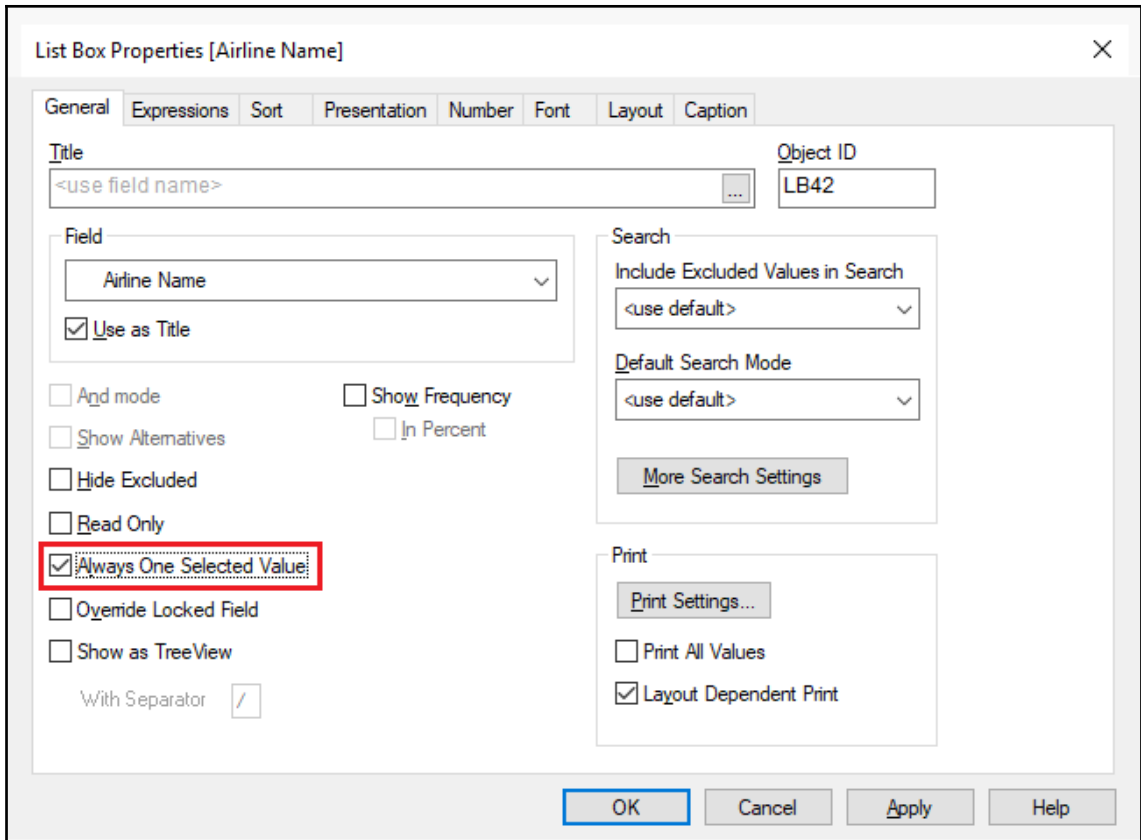 List Box Properties [Airline Name]
General Expressions Sort Presentation Number Font Layout Caption
Title
<use field name>
...
Object ID
LB42
Field
Airline Name
Use as Title
And mode
Show Frequency
Show Alternatives
In Percent
Hide Excluded
Read Only
Always One Selected Value
Override Locked Field
Show as TreeView
With Separator /
Search
Include Excluded Values in Search
<use default>
Default Search Mode
<use default>
More Search Settings
Print
Print Settings...
Print All Values
Layout Dependent Print
OK Cancel Apply Help